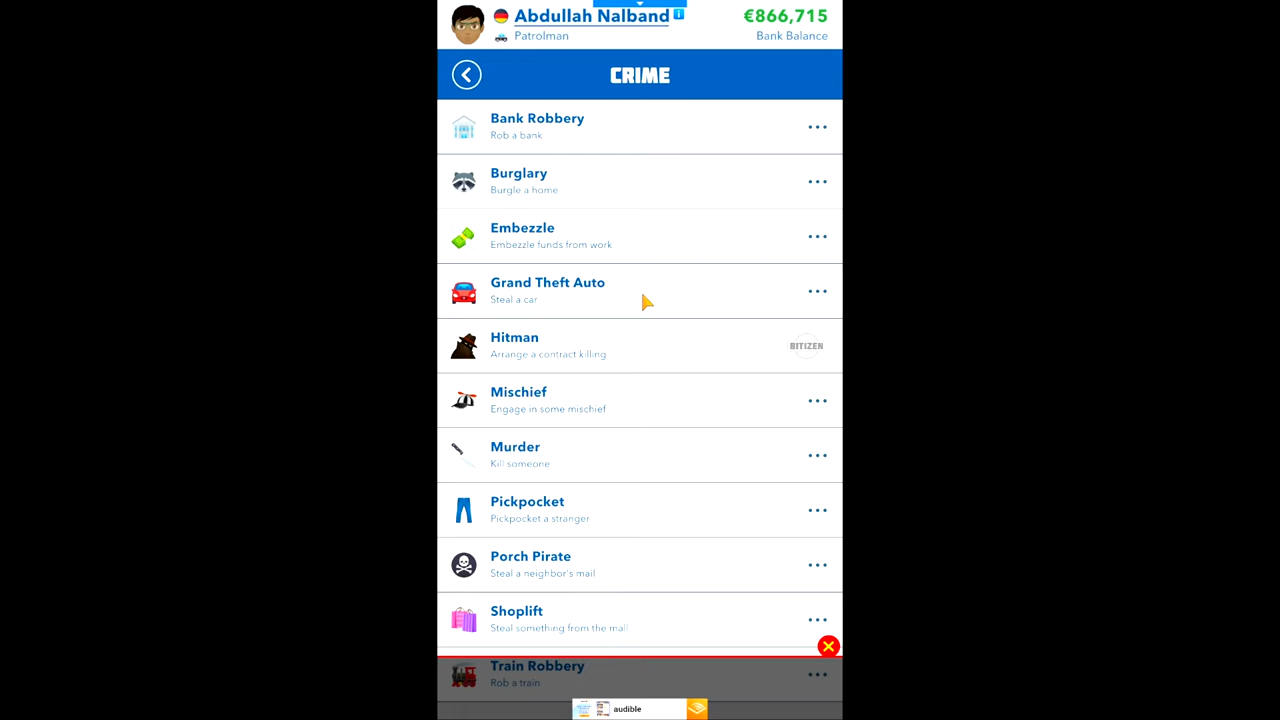 Abdullah Nalband
€866,715
Patrolman
Bank Balance
CRIME
Bank Robbery
Rob a bank
Burglary
Burgle a home
Embezzle
Embezzle funds from work
Grand Theft Auto
Steal a car
Hitman
Arrange a contract killing
BITIZEN
Mischief
Engage in some mischief
Murder
Kill someone
Pickpocket
Pickpocket a stranger
Porch Pirate
Steal a neighbor's mail
Shoplift
Steal something from the mall
Train Robbery
Rob a train
audible